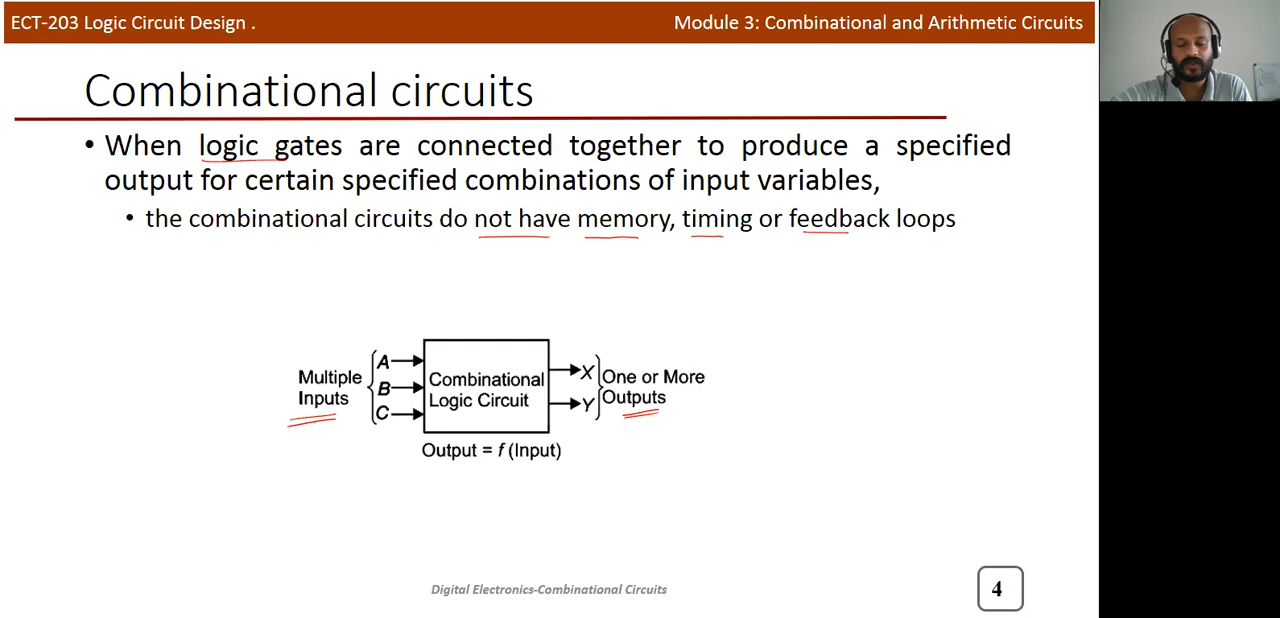 ECT-203 Logic Circuit Design .
Module 3: Combinational and Arithmetic Circuits
Combinational circuits
• When logic gates are connected together to produce a specified
output for certain specified combinations of input variables,
• the combinational circuits do not have memory, timing or feedback loops
Multiple
Inputs
A
B
C
Combinational
Logic Circuit
X
Y
One or More
Outputs
Output = f (Input)
Digital Electronics-Combinational Circuits
4